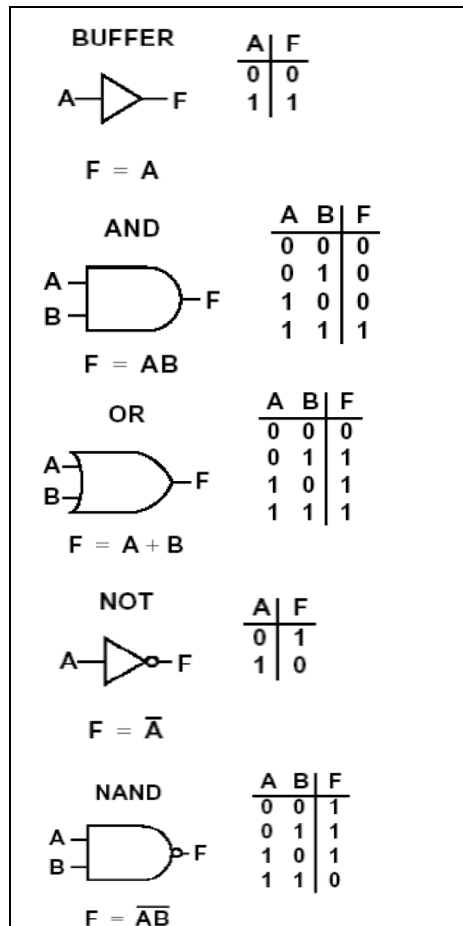 BUFFER
A F
0 0
1 1
A F
F = A
AND
A B F
0 0 0
0 1 0
1 0 0
1 1 1
A
B
F
F = AB
OR
A B F
0 0 0
0 1 1
1 0 1
1 1 1
A
B
F
F = A + B
NOT
A F
0 1
1 0
A F
F = A̅
NAND
A B F
0 0 1
0 1 1
1 0 1
1 1 0
A
B
F
F = A̅B̅